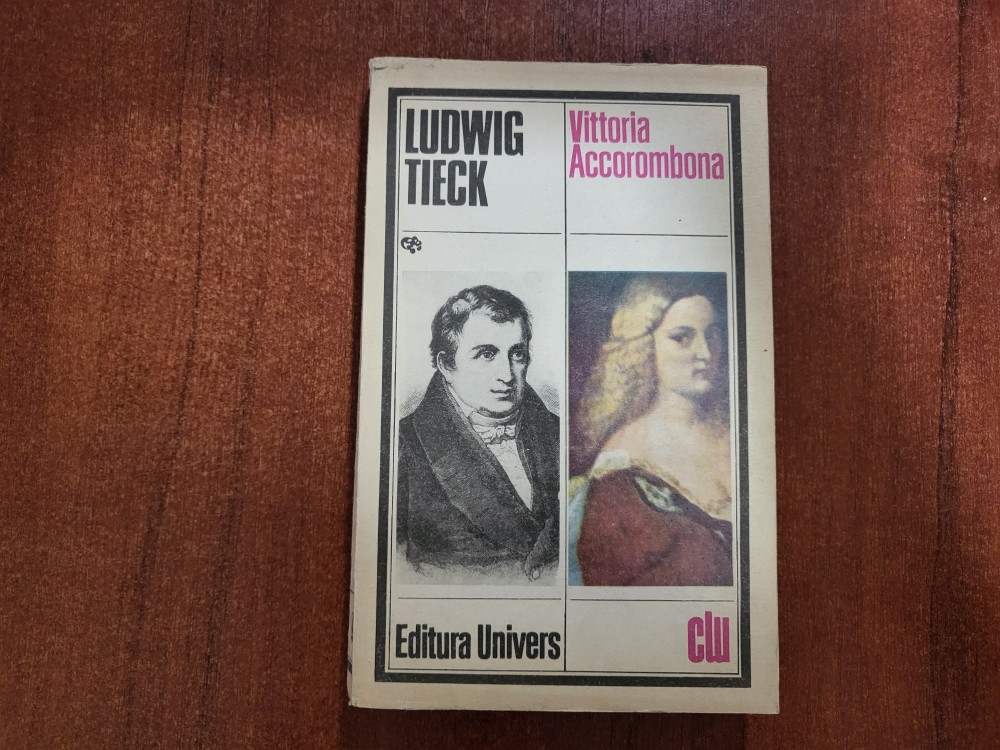 LUDWIG
TIECK
Vittoria
Accorombona
Editura Univers
clu